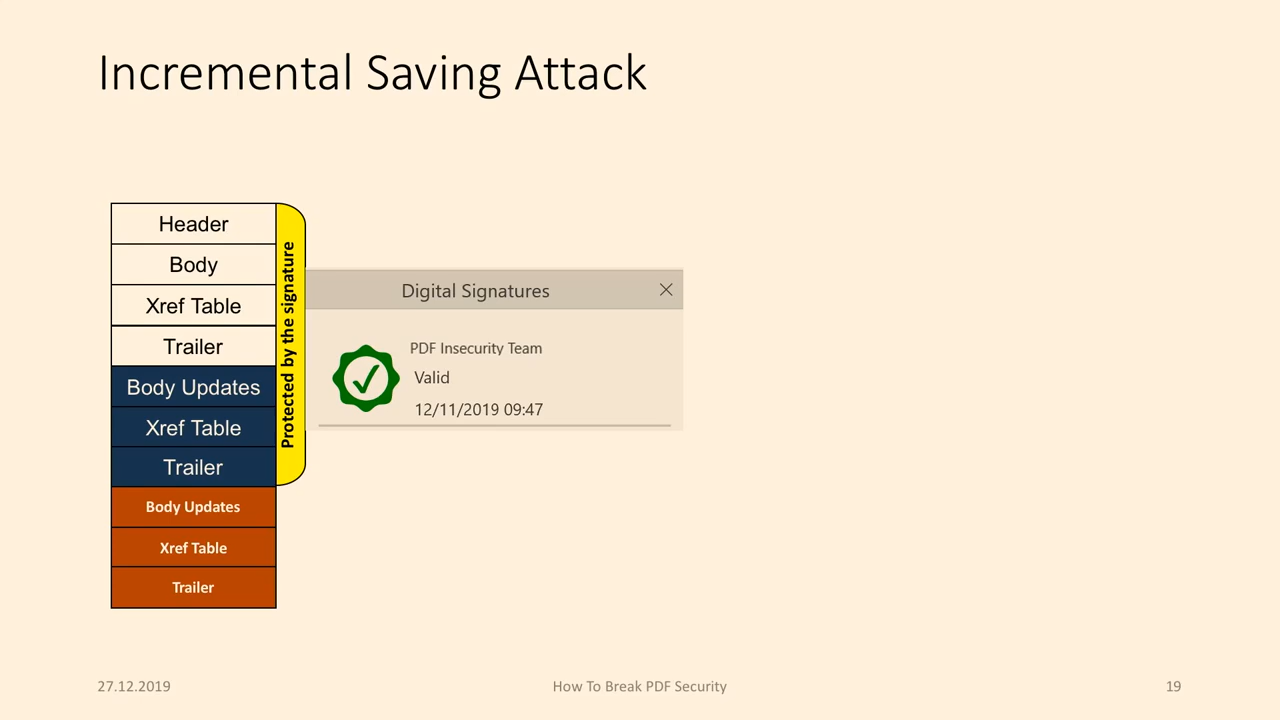 Incremental Saving Attack
Header
Body
Xref Table
Trailer
Body Updates
Xref Table
Trailer
Body Updates
Xref Table
Trailer
Protected by the signature
Digital Signatures
PDF Insecurity Team
Valid
12/11/2019 09:47
27.12.2019
How To Break PDF Security
19